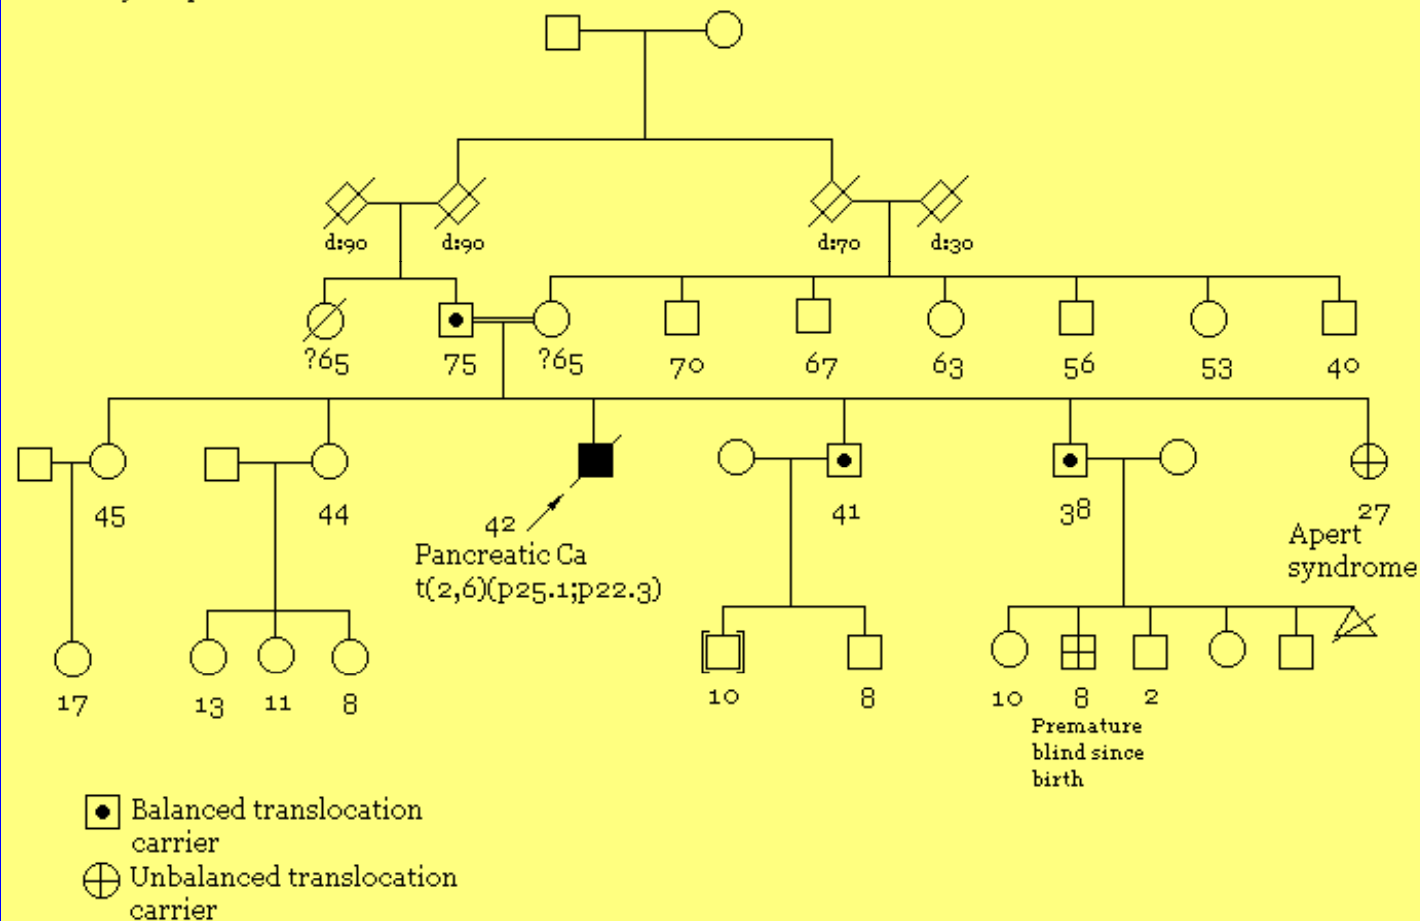 d:90 d:90 d:70 d:30
?65 75 ?65 70 67 63 56 53 40
45 44 42 41 38 27
Pancreatic Ca
t(2,6)(p25.1;p22.3)
Apert
syndrome
17 13 11 8 10 8 10 8 2
Premature
blind since
birth
Balanced translocation
carrier
Unbalanced translocation
carrier